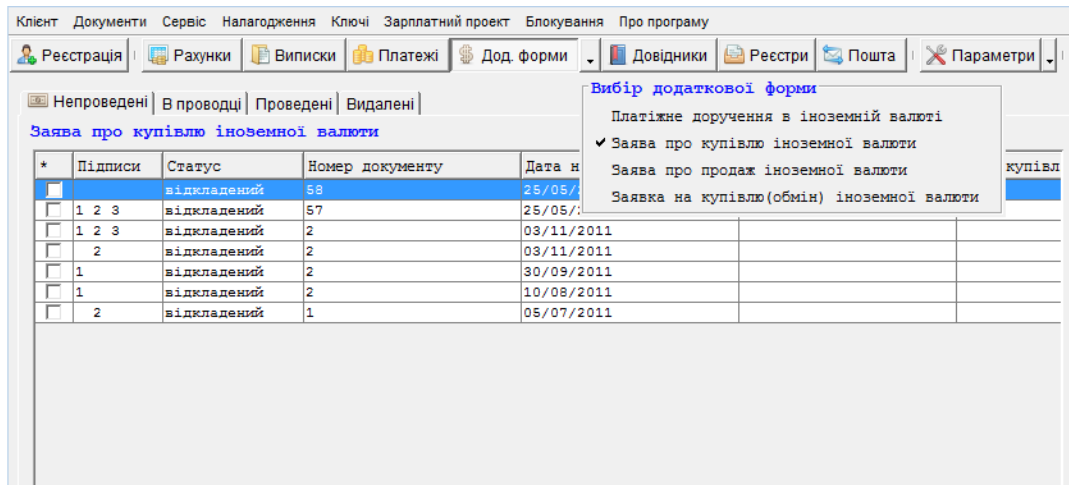 Клієнт Документи Сервіс Налагодження Ключі Зарплатний проект Блокування Про програму
Реєстрація Рахунки Виписки Платежі Дод. форми Довідники Реєстри Пошта Параметри
Непроведені В проводці Проведені Видалені
Вибір додаткової форми
Платіжне доручення в іноземній валюті
Заява про купівлю іноземної валюти
Заява про продаж іноземної валюти
Заявка на купівлю(обмін) іноземної валюти
Заява про купівлю іноземної валюти
* Підписи Статус Номер документу Дата н купівл
відкладений 58 25/05/
1 2 3 відкладений 57 25/05/
1 2 3 відкладений 2 03/11/2011
2 відкладений 2 03/11/2011
1 відкладений 2 30/09/2011
1 відкладений 2 10/08/2011
2 відкладений 1 05/07/2011